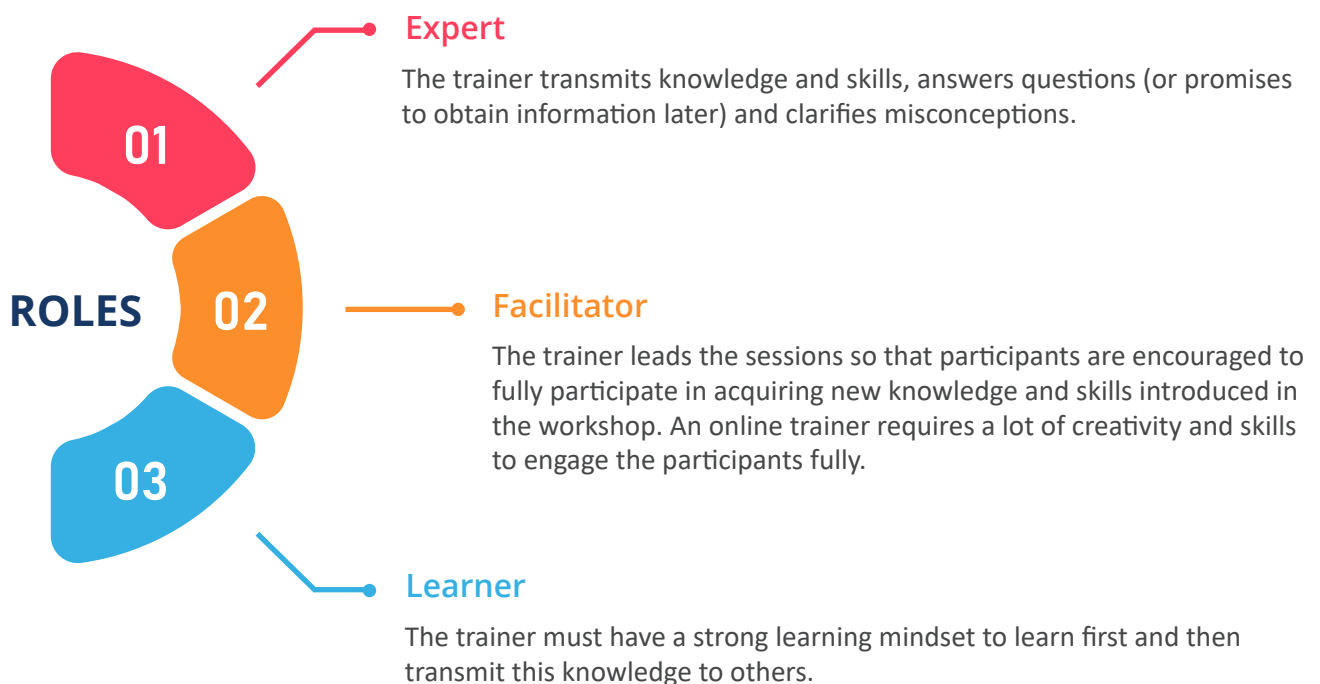 Expert
The trainer transmits knowledge and skills, answers questions (or promises
to obtain information later) and clarifies misconceptions.
01
ROLES
02
Facilitator
The trainer leads the sessions so that participants are encouraged to
fully participate in acquiring new knowledge and skills introduced in
the workshop. An online trainer requires a lot of creativity and skills
to engage the participants fully.
03
Learner
The trainer must have a strong learning mindset to learn first and then
transmit this knowledge to others.